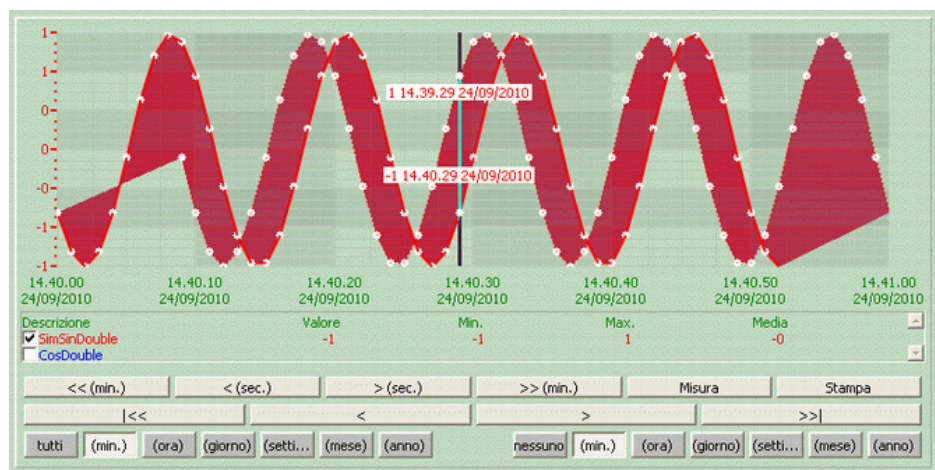 1
1
0
0
-0
-1
-1
1 14.39.29 24/09/2010
-1 14.40.29 24/09/2010
14.40.00 14.40.10 14.40.20 14.40.30 14.40.40 14.40.50 14.41.00
24/09/2010 24/09/2010 24/09/2010 24/09/2010 24/09/2010 24/09/2010 24/09/2010
Descrizione Valore Min. Max. Media
SimSinDouble -1 -1 1 -0
CosDouble
<< (min.) < (sec.) > (sec.) >> (min.) Misura Stampa
|<< < > >>|
tutti (min.) (ora) (giorno) (setti... (mese) (anno) nessuno (min.) (ora) (giorno) (setti... (mese) (anno)